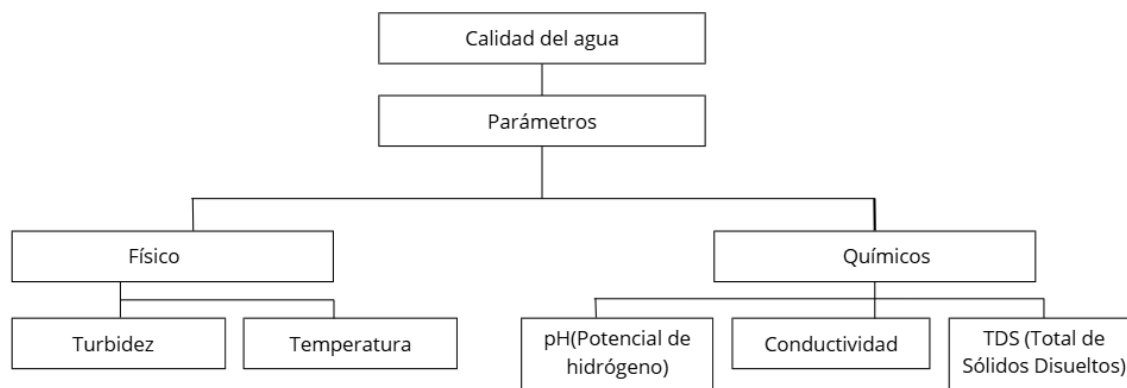 Calidad del agua
Parámetros
Físico
Químicos
Turbidez
Temperatura
pH(Potencial de
hidrógeno)
Conductividad
TDS (Total de
Sólidos Disueltos)